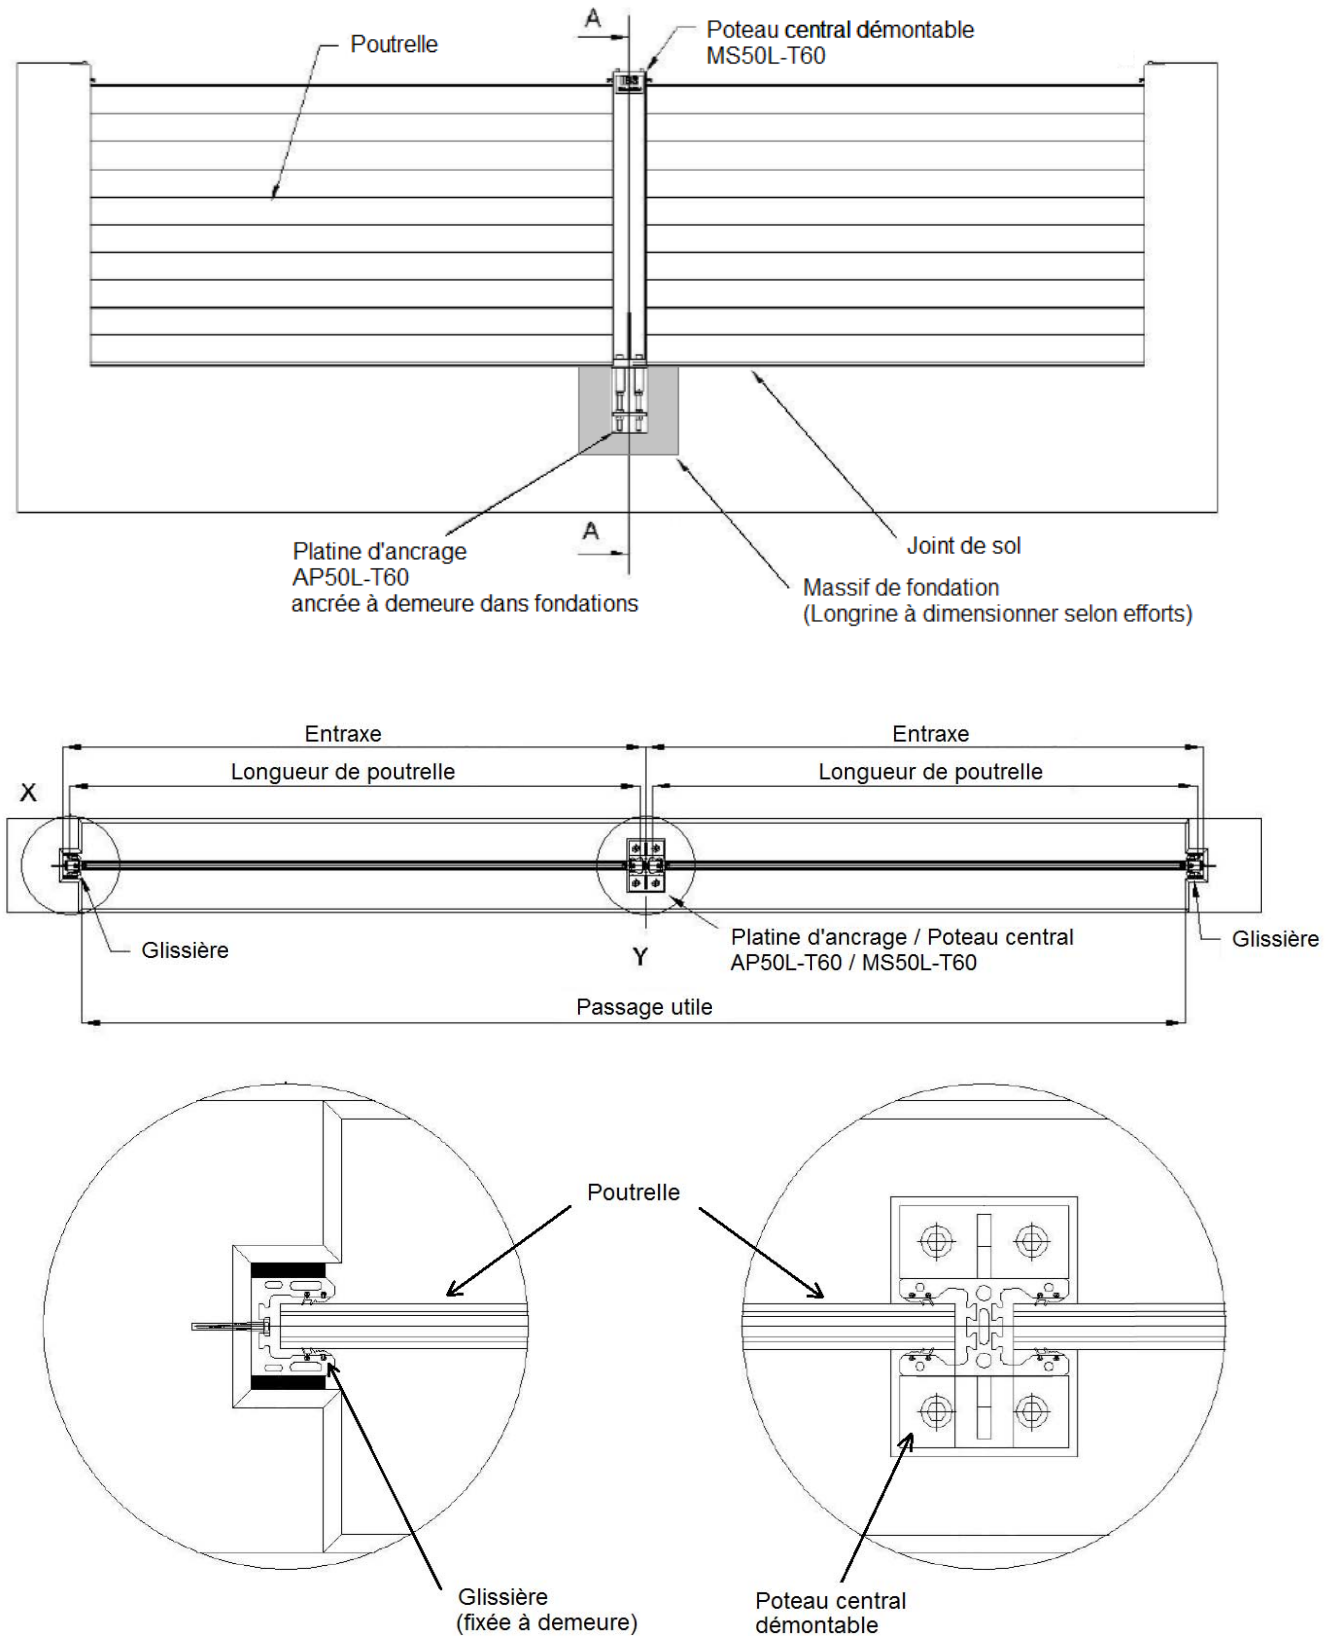 A
Poteau central démontable
MS50L-T60
Poutrelle
A
Platine d'ancrage
AP50L-T60
ancrée à demeure dans fondations
Joint de sol
Massif de fondation
(Longrine à dimensionner selon efforts)
Entraxe
Entraxe
Longueur de poutrelle
Longueur de poutrelle
X
Glissière
Y
Platine d'ancrage / Poteau central
AP50L-T60 / MS50L-T60
Glissière
Passage utile
Poutrelle
Glissière
(fixée à demeure)
Poteau central
démontable